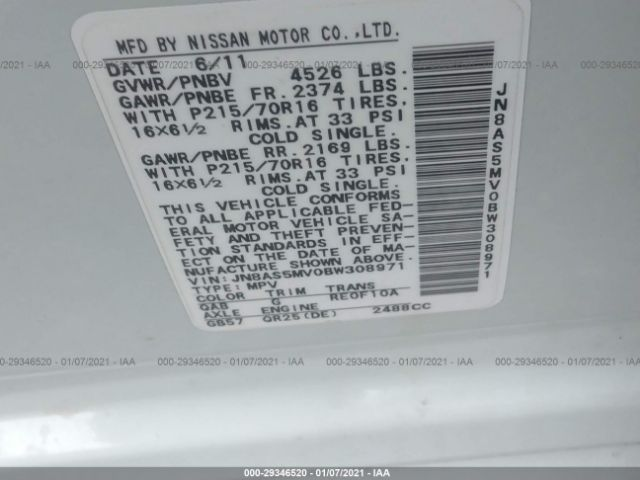 MFD BY NISSAN MOTOR CO.,LTD.
DATE 6/11
GVWR/PNBV 4526 LBS.
GAWR/PNBE FR. 2374 LBS.
WITH P215/70R16 TIRES.
16X6½ RIMS. AT 33 PSI
COLD SINGLE.
GAWR/PNBE RR. 2169 LBS.
WITH P215/70R16 TIRES.
16X6½ RIMS. AT 33 PSI
COLD SINGLE.
THIS VEHICLE CONFORMS
TO ALL APPLICABLE FED-
ERAL MOTOR VEHICLE SA-
FETY AND THEFT PREVEN-
TION STANDARDS IN EFF-
ECT ON THE DATE OF MA-
NUFACTURE SHOWN ABOVE.
VIN: JN8AS5MV0BW308971
TYPE: MPV
COLOR TRIM TRANS
QAB G RE0F10A
AXLE ENGINE
GB57 QR25(DE) 2488CC
JN8AS5MV0BW308971
000-29346520 - 01/07/2021 - IAA